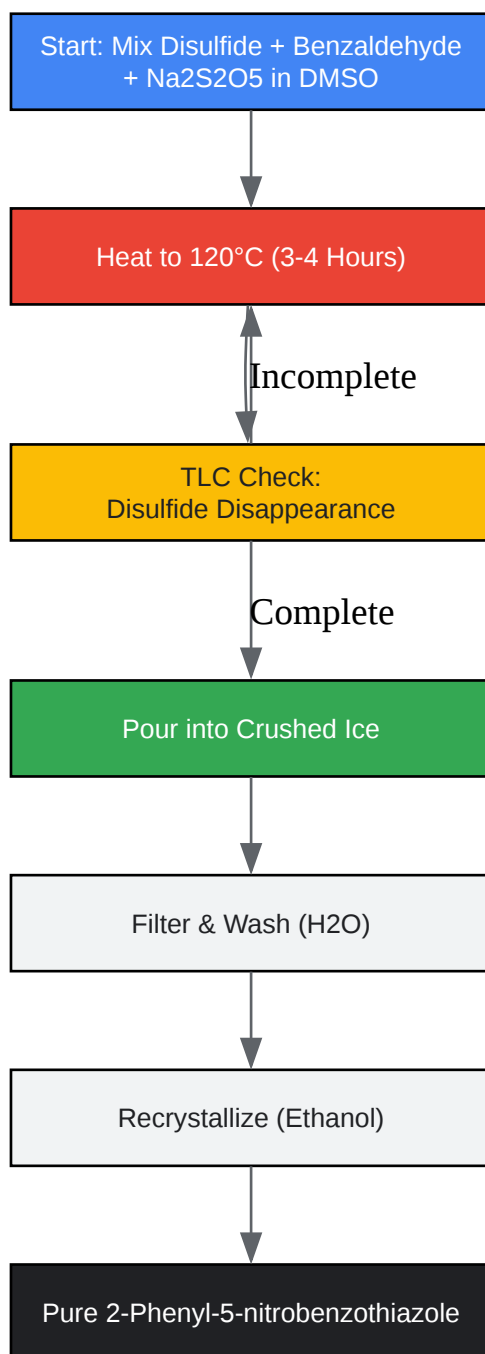 Start: Mix Disulfide + Benzaldehyde
+ Na2S2O5 in DMSO
Heat to 120°C (3-4 Hours)
Incomplete
TLC Check:
Disulfide Disappearance
Complete
Pour into Crushed Ice
Filter & Wash (H2O)
Recrystallize (Ethanol)
Pure 2-Phenyl-5-nitrobenzothiazole